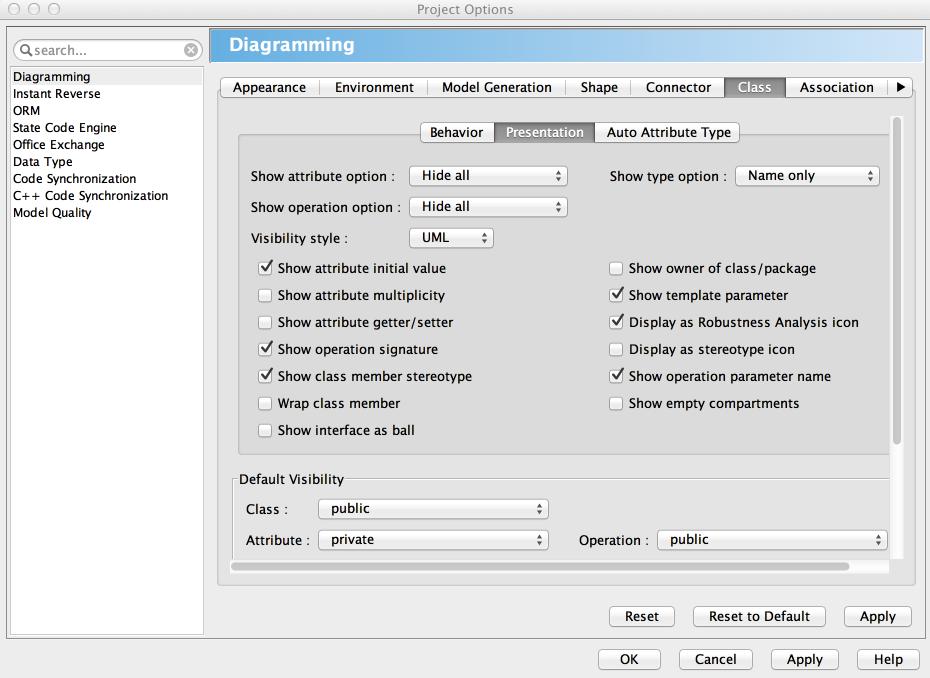 Project Options
search...
Diagramming
Diagramming
Instant Reverse
ORM
State Code Engine
Office Exchange
Data Type
Code Synchronization
C++ Code Synchronization
Model Quality
Appearance Environment Model Generation Shape Connector Class Association
Behavior Presentation Auto Attribute Type
Show attribute option : Hide all Show type option : Name only
Show operation option : Hide all
Visibility style : UML
Show attribute initial value Show owner of class/package
Show attribute multiplicity Show template parameter
Show attribute getter/setter Display as Robustness Analysis icon
Show operation signature Display as stereotype icon
Show class member stereotype Show operation parameter name
Wrap class member Show empty compartments
Show interface as ball
Default Visibility
Class : public
Attribute : private Operation : public
Reset Reset to Default Apply
OK Cancel Apply Help